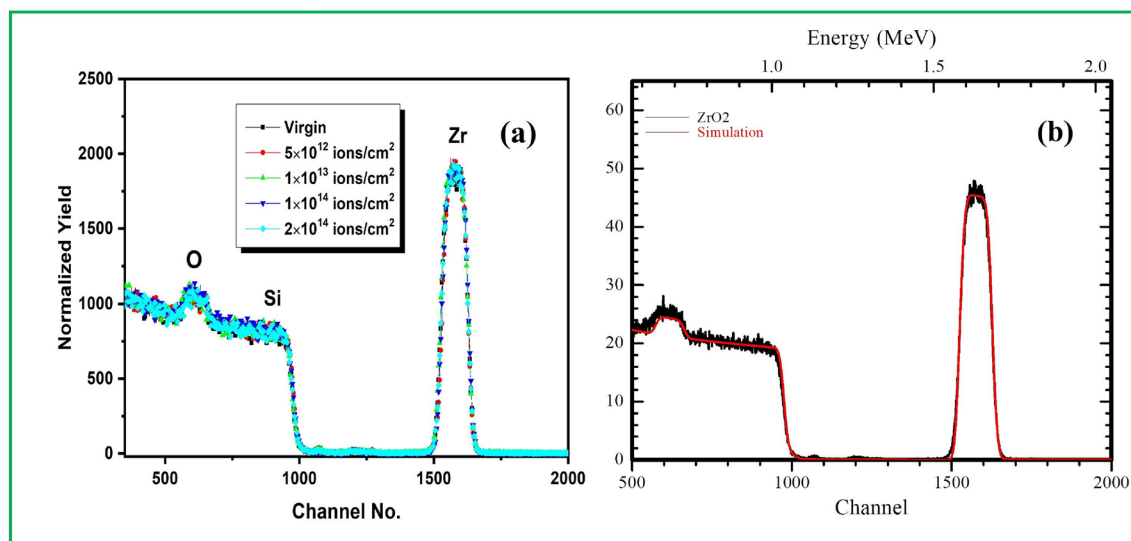 2500
2000
1500
1000
500
0
Normalized Yield
500
1000
1500
2000
Channel No.
Virgin
5×10¹² ions/cm²
1×10¹³ ions/cm²
1×10¹⁴ ions/cm²
2×10¹⁴ ions/cm²
(a)
Zr
O
Si
Energy (MeV)
1.0
1.5
2.0
60
50
40
30
20
10
0
ZrO2
Simulation
(b)
500
1000
1500
2000
Channel